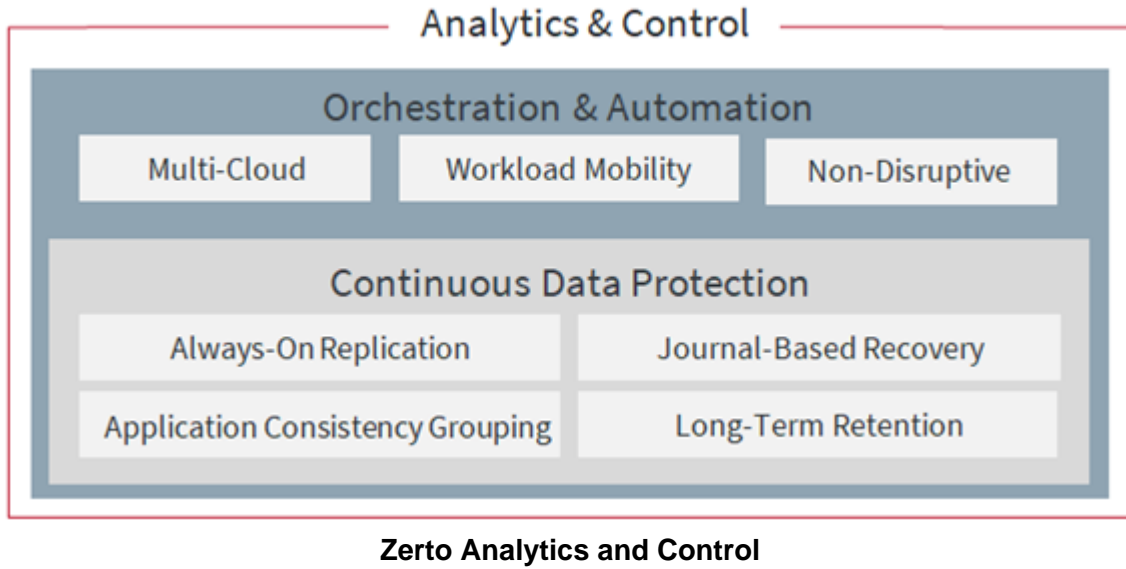 Analytics & Control
Orchestration & Automation
Multi-Cloud
Workload Mobility
Non-Disruptive
Continuous Data Protection
Always-On Replication
Journal-Based Recovery
Application Consistency Grouping
Long-Term Retention
Zerto Analytics and Control